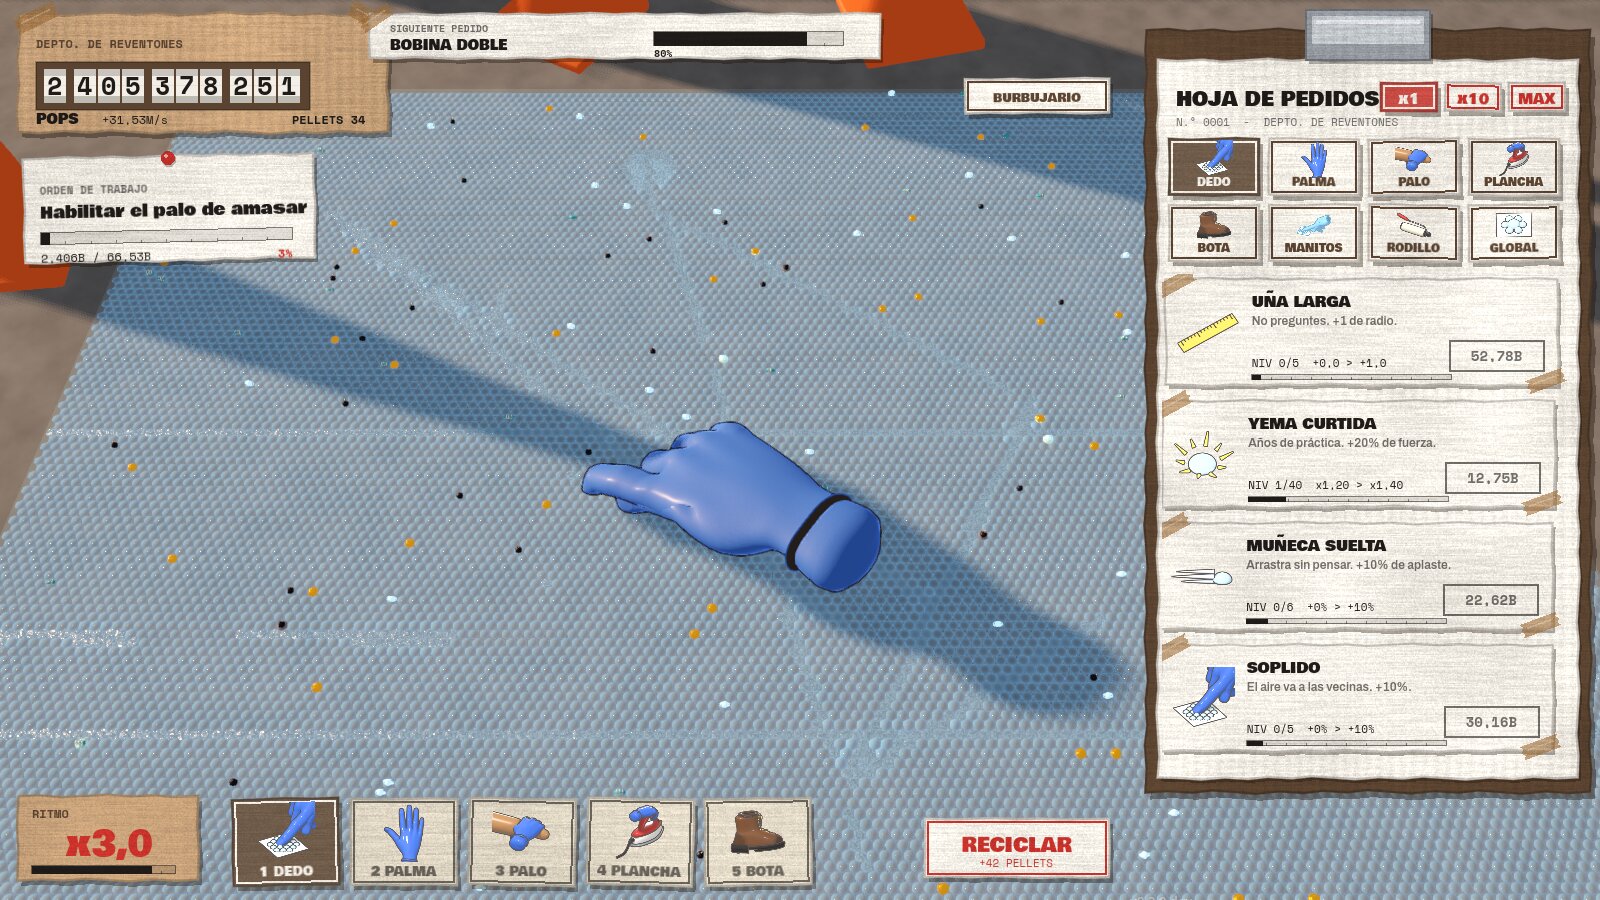 DEPTO. DE REVENTONES
2 405 378 251
POPS +31,53M/s PELLETS 34
SIGUIENTE PEDIDO
BOBINA DOBLE
80%
BURBUJARIO
ORDEN DE TRABAJO
Habilitar el palo de amasar
2,406B / 66,53B 3%
HOJA DE PEDIDOS x1 x10 MAX
N.° 0001 - DEPTO. DE REVENTONES
DEDO PALMA PALO PLANCHA
BOTA MANITOS RODILLO GLOBAL
UÑA LARGA
No preguntes. +1 de radio.
NIV 0/5 +0,0 > +1,0 52,78B
YEMA CURTIDA
Años de práctica. +20% de fuerza.
NIV 1/40 x1,20 > x1,40 12,75B
MUÑECA SUELTA
Arrastra sin pensar. +10% de aplaste.
NIV 0/6 +0% > +10% 22,62B
SOPLIDO
El aire va a las vecinas. +10%.
NIV 0/5 +0% > +10% 30,16B
RITMO
x3,0
1 DEDO 2 PALMA 3 PALO 4 PLANCHA 5 BOTA
RECICLAR
+42 PELLETS